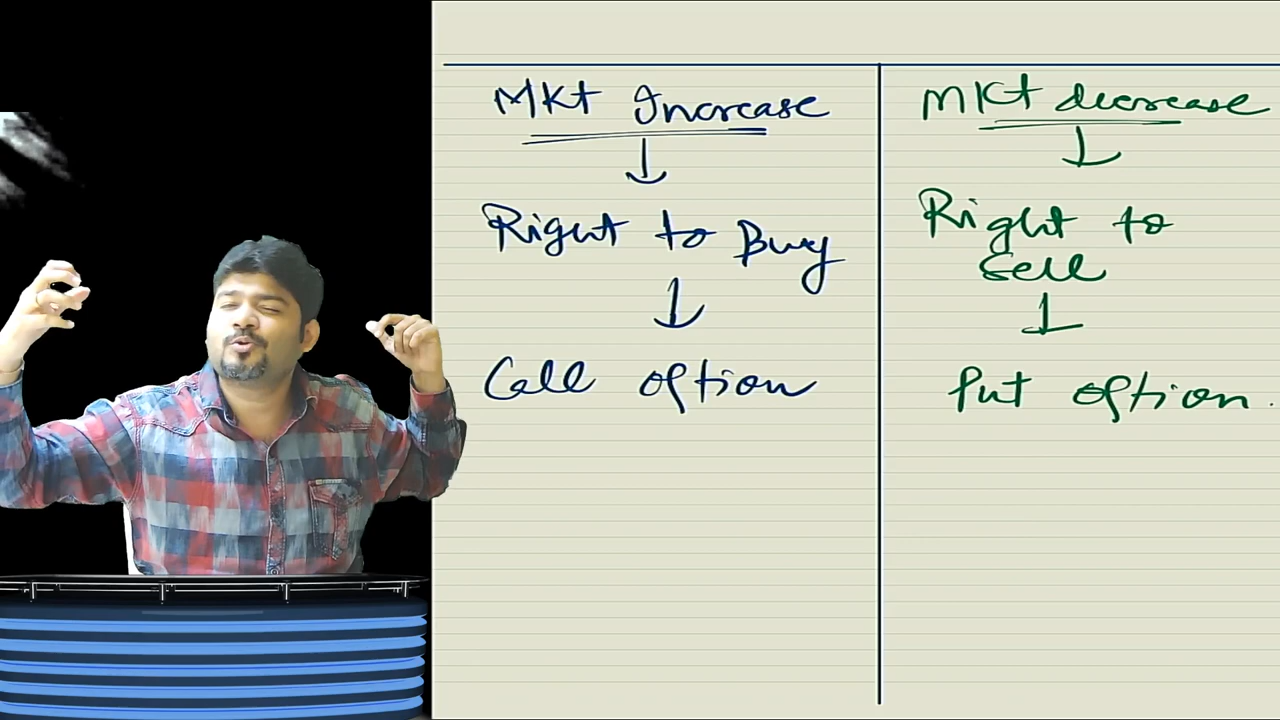 MKt Increase
Right to Buy
Call option
MKt decrease
Right to
sell
Put option.